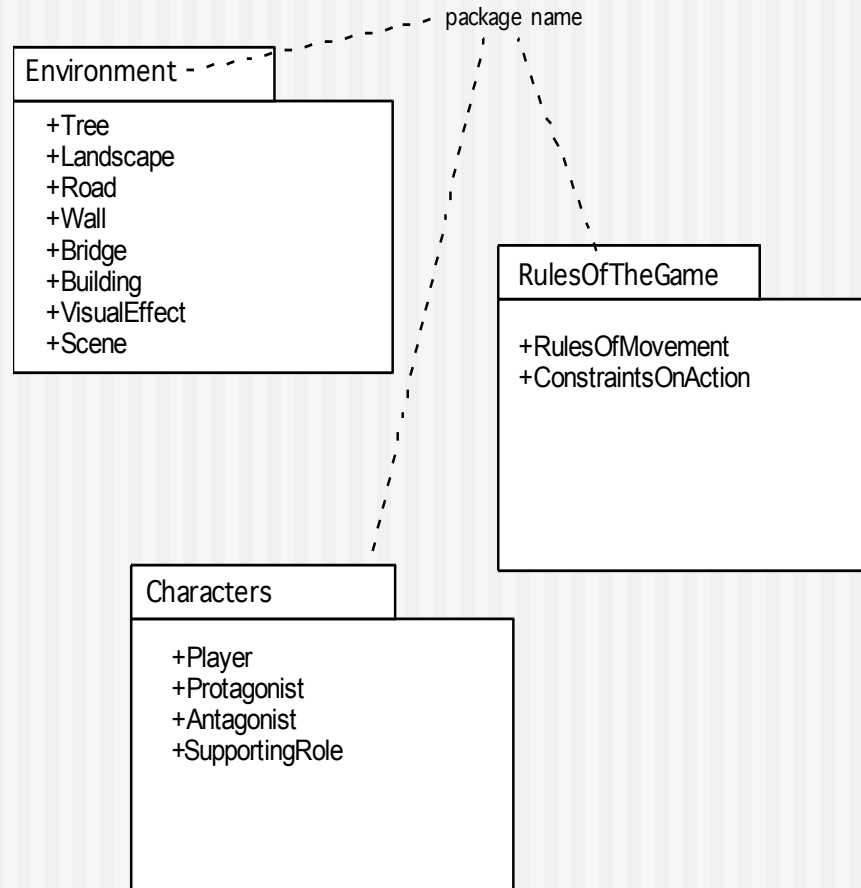 package name
Environment
+Tree
+Landscape
+Road
+Wall
+Bridge
+Building
+VisualEffect
+Scene
RulesOfTheGame
+RulesOfMovement
+ConstraintsOnAction
Characters
+Player
+Protagonist
+Antagonist
+SupportingRole